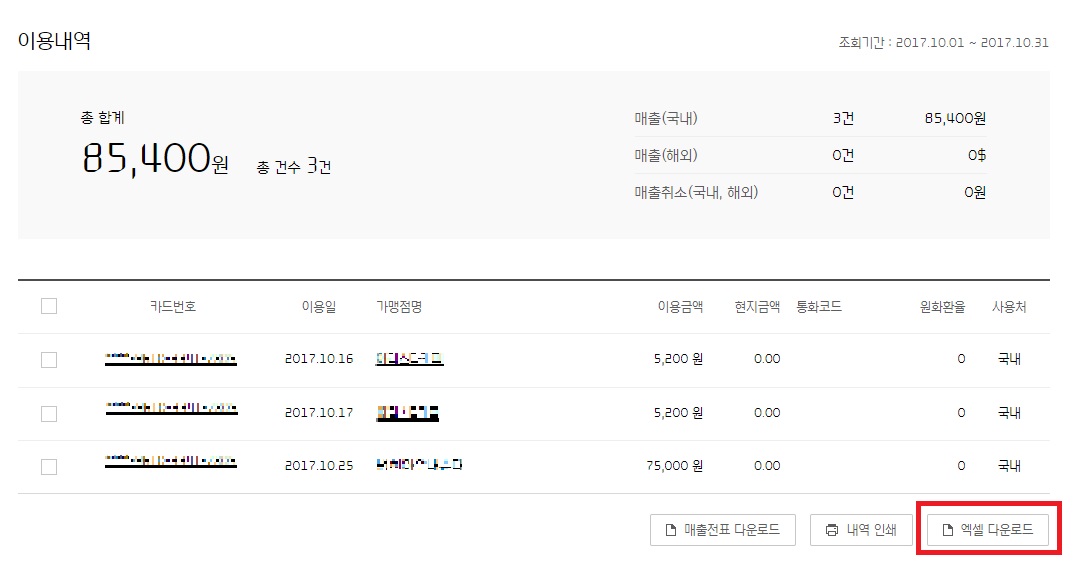 이용내역
조회기간 : 2017.10.01 ~ 2017.10.31
총 합계
85,400원 총 건수 3건
매출(국내) 3건 85,400원
매출(해외) 0건 0$
매출취소(국내, 해외) 0건 0원
카드번호 이용일 가맹점명 이용금액 현지금액 통화코드 원화환율 사용처
2017.10.16 5,200 원 0.00 0 국내
2017.10.17 5,200 원 0.00 0 국내
2017.10.25 75,000 원 0.00 0 국내
매출전표 다운로드 내역 인쇄 엑셀 다운로드